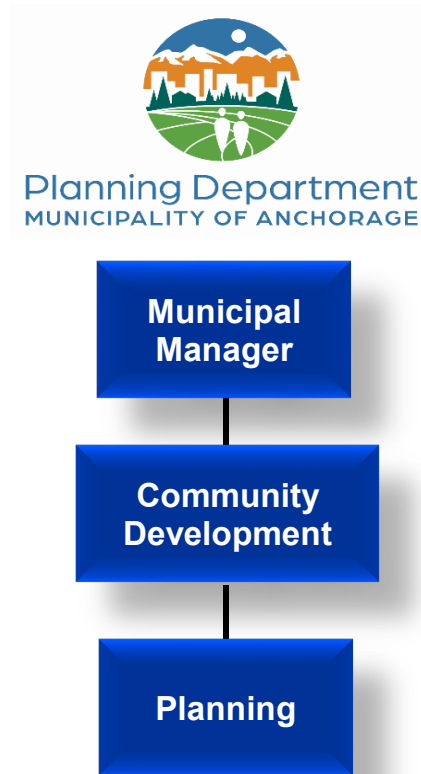 Planning Department
MUNICIPALITY OF ANCHORAGE
Municipal
Manager
Community
Development
Planning